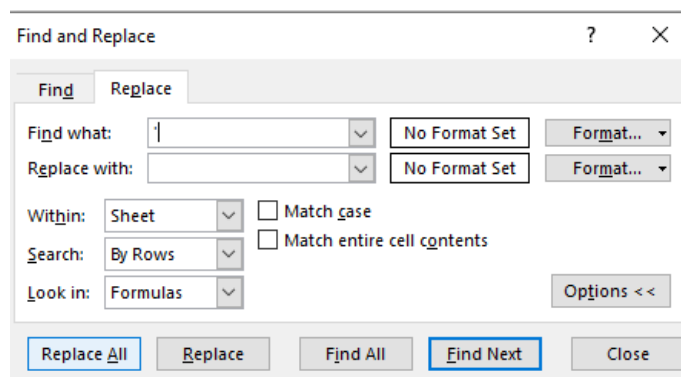 Find and Replace ? ×
Find Replace
Find what: ' No Format Set Format...
Replace with: No Format Set Format...
Within: Sheet Match case
Match entire cell contents
Search: By Rows
Look in: Formulas Options <<
Replace All Replace Find All Find Next Close